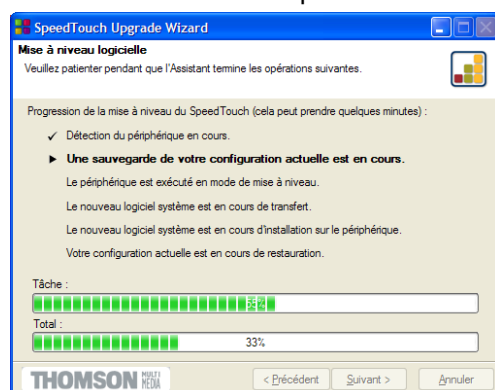 SpeedTouch Upgrade Wizard
Mise à niveau logicielle
Veuillez patienter pendant que l'Assistant termine les opérations suivantes.
Progression de la mise à niveau du SpeedTouch (cela peut prendre quelques minutes) :
✓ Détection du périphérique en cours.
► Une sauvegarde de votre configuration actuelle est en cours.
Le périphérique est exécuté en mode de mise à niveau.
Le nouveau logiciel système est en cours de transfert.
Le nouveau logiciel système est en cours d'installation sur le périphérique.
Votre configuration actuelle est en cours de restauration.
Tâche :
Total :
33%
THOMSON MULTI MEDIA
< Précédent Suivant > Annuler